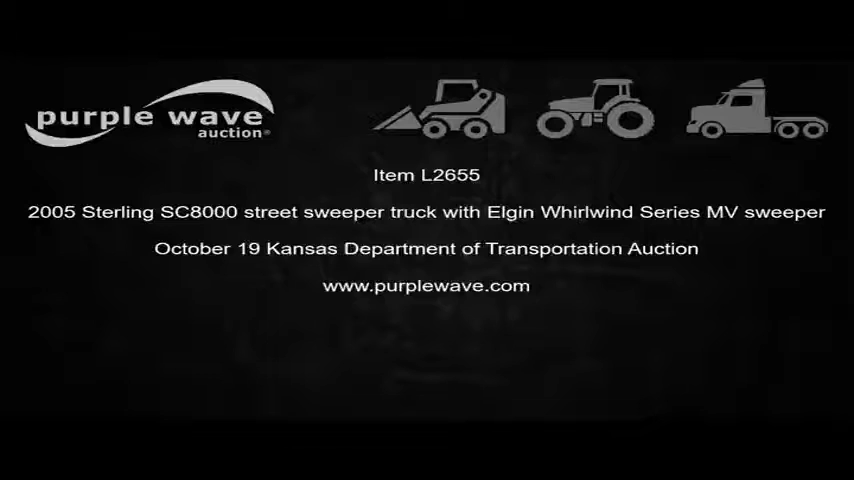 purple wave
auction®
Item L2655
2005 Sterling SC8000 street sweeper truck with Elgin Whirlwind Series MV sweeper
October 19 Kansas Department of Transportation Auction
www.purplewave.com